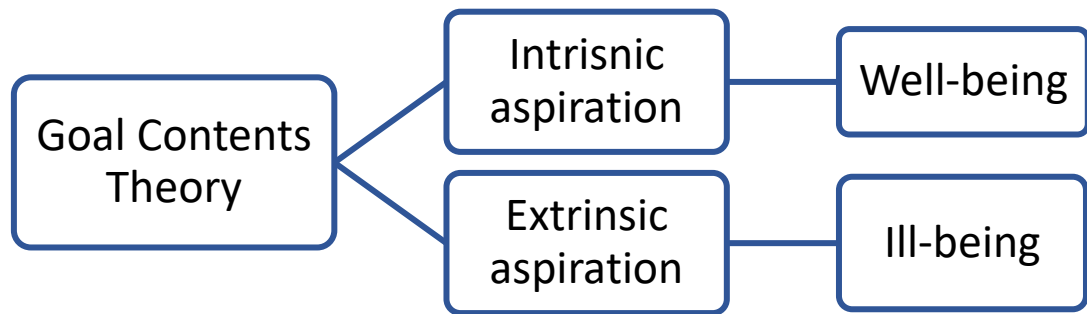 Goal Contents
Theory
Intrisnic
aspiration
Well-being
Extrinsic
aspiration
Ill-being